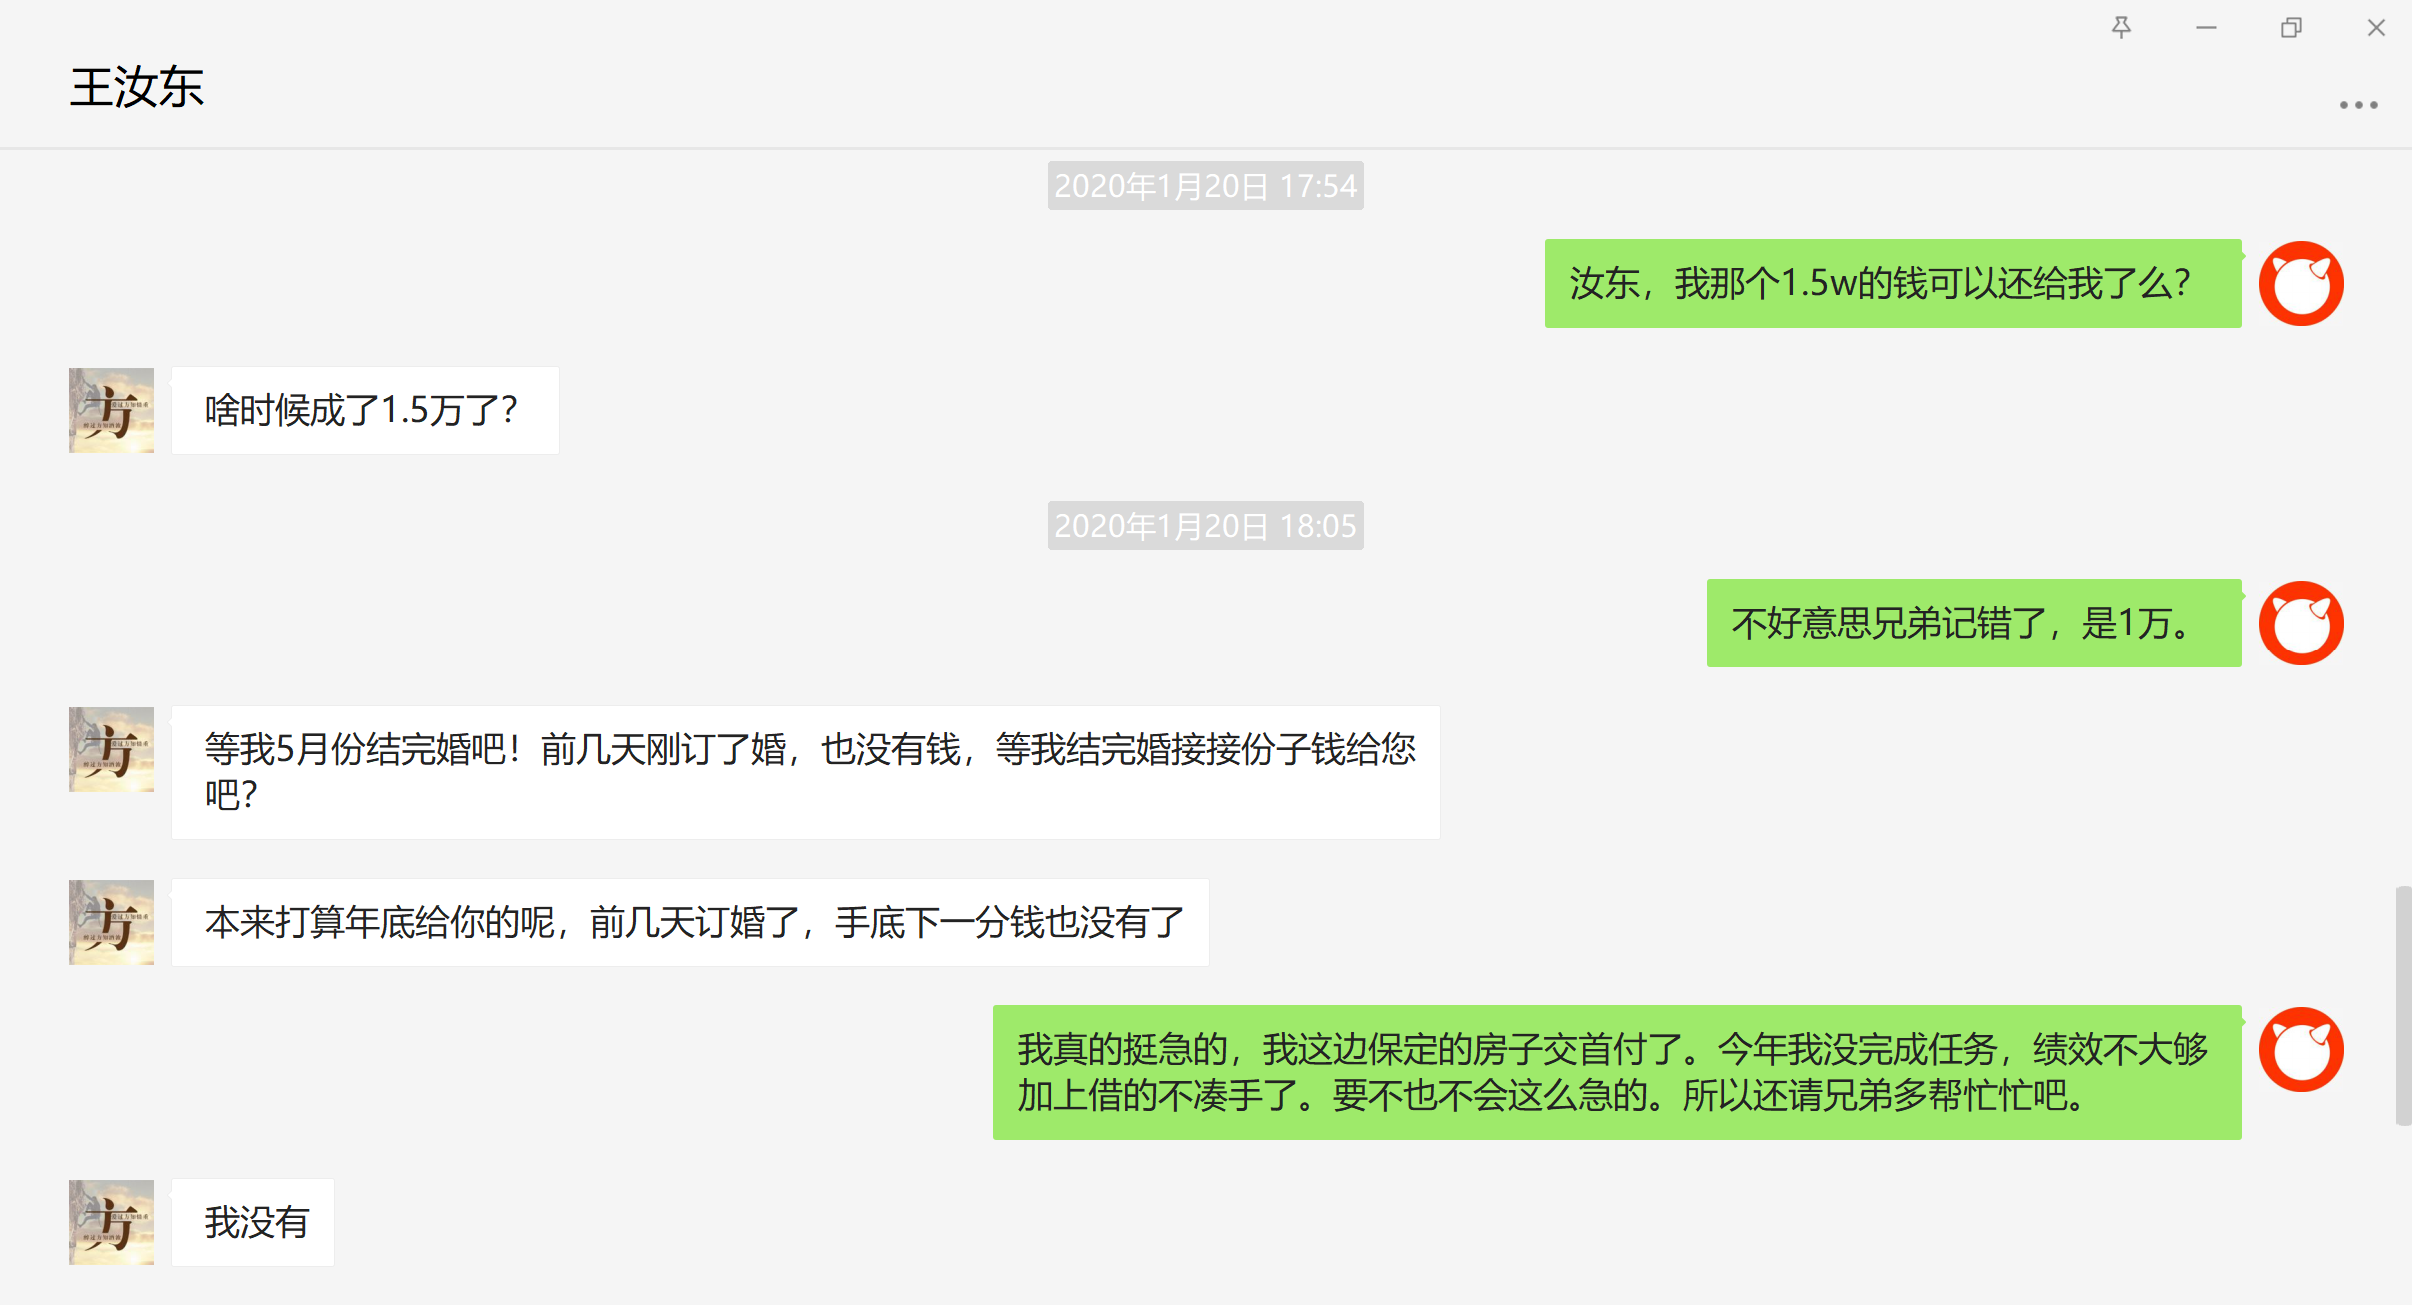 王汝东
2020年1月20日 17:54
汝东，我那个1.5w的钱可以还给我了么？
啥时候成了1.5万了？
2020年1月20日 18:05
不好意思兄弟记错了，是1万。
等我5月份结完婚吧！前几天刚订了婚，也没有钱，等我结完婚接接份子钱给您
吧？
本来打算年底给你的呢，前几天订婚了，手底下一分钱也没有了
我真的挺急的，我这边保定的房子交首付了。今年我没完成任务，绩效不大够
加上借的不凑手了。要不也不会这么急的。所以还请兄弟多帮忙忙吧。
我没有